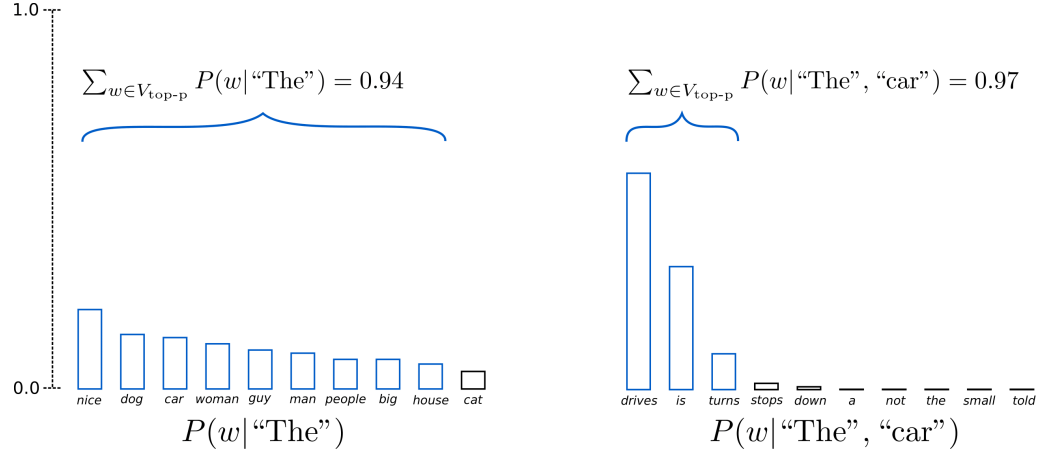 1.0
∑w∈Vtop-p P(w|“The”) = 0.94
∑w∈Vtop-p P(w|“The”, “car”) = 0.97
0.0
nice dog car woman guy man people big house cat
drives is turns stops down a not the small told
P(w|“The”)
P(w|“The”, “car”)